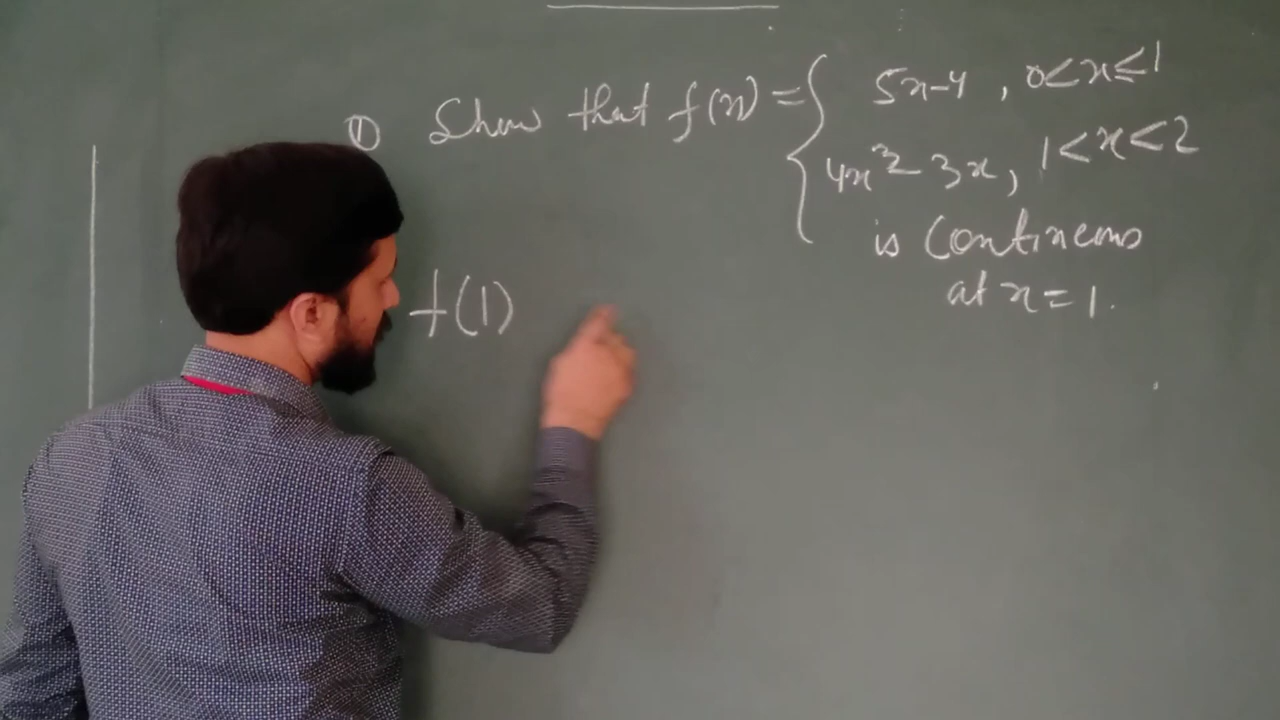 ① Show that f(x) = { 5x-4 , 0<x≤1
4x² - 3x, 1<x<2
is Continuous
at x = 1.
f(1)